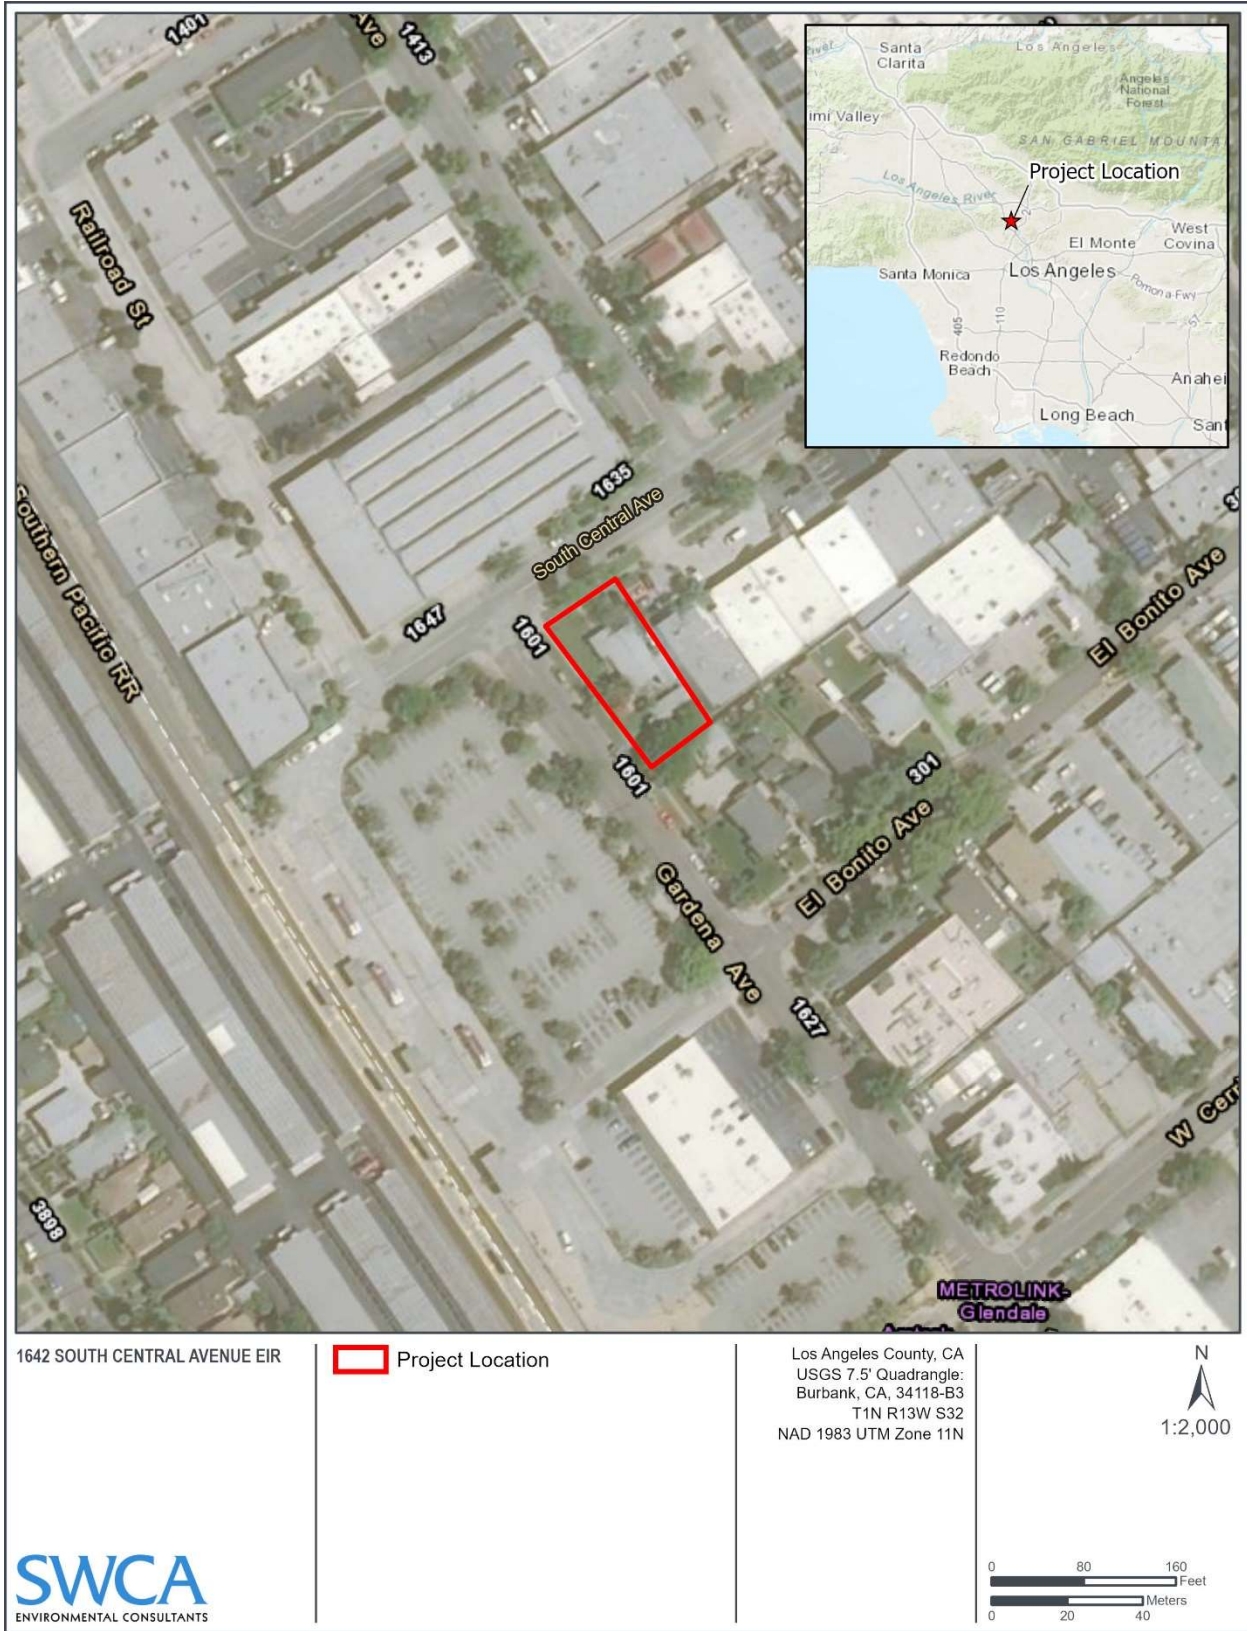 1401
Ave
1413
Railroad St
Southern Pacific RR
1635
South Central Ave
1647
1601
1601
El Bonito Ave
301
El Bonito Ave
Gardena Ave
1627
W Cerri
3898
METROLINK-
Glendale
Santa
Clarita
Los Angeles
Angeles
National
Forest
imi Valley
SAN GABRIEL MOUNTA
Project Location
Los Angeles River
2
West
Covina
El Monte
Santa Monica
Los Angeles
Pomona Fwy
405
110
57
Redondo
Beach
Anahei
Long Beach
Sant
1642 SOUTH CENTRAL AVENUE EIR
Project Location
Los Angeles County, CA
USGS 7.5' Quadrangle:
Burbank, CA, 34118-B3
T1N R13W S32
NAD 1983 UTM Zone 11N
N
1:2,000
0 80 160
Feet
Meters
0 20 40
SWCA
ENVIRONMENTAL CONSULTANTS